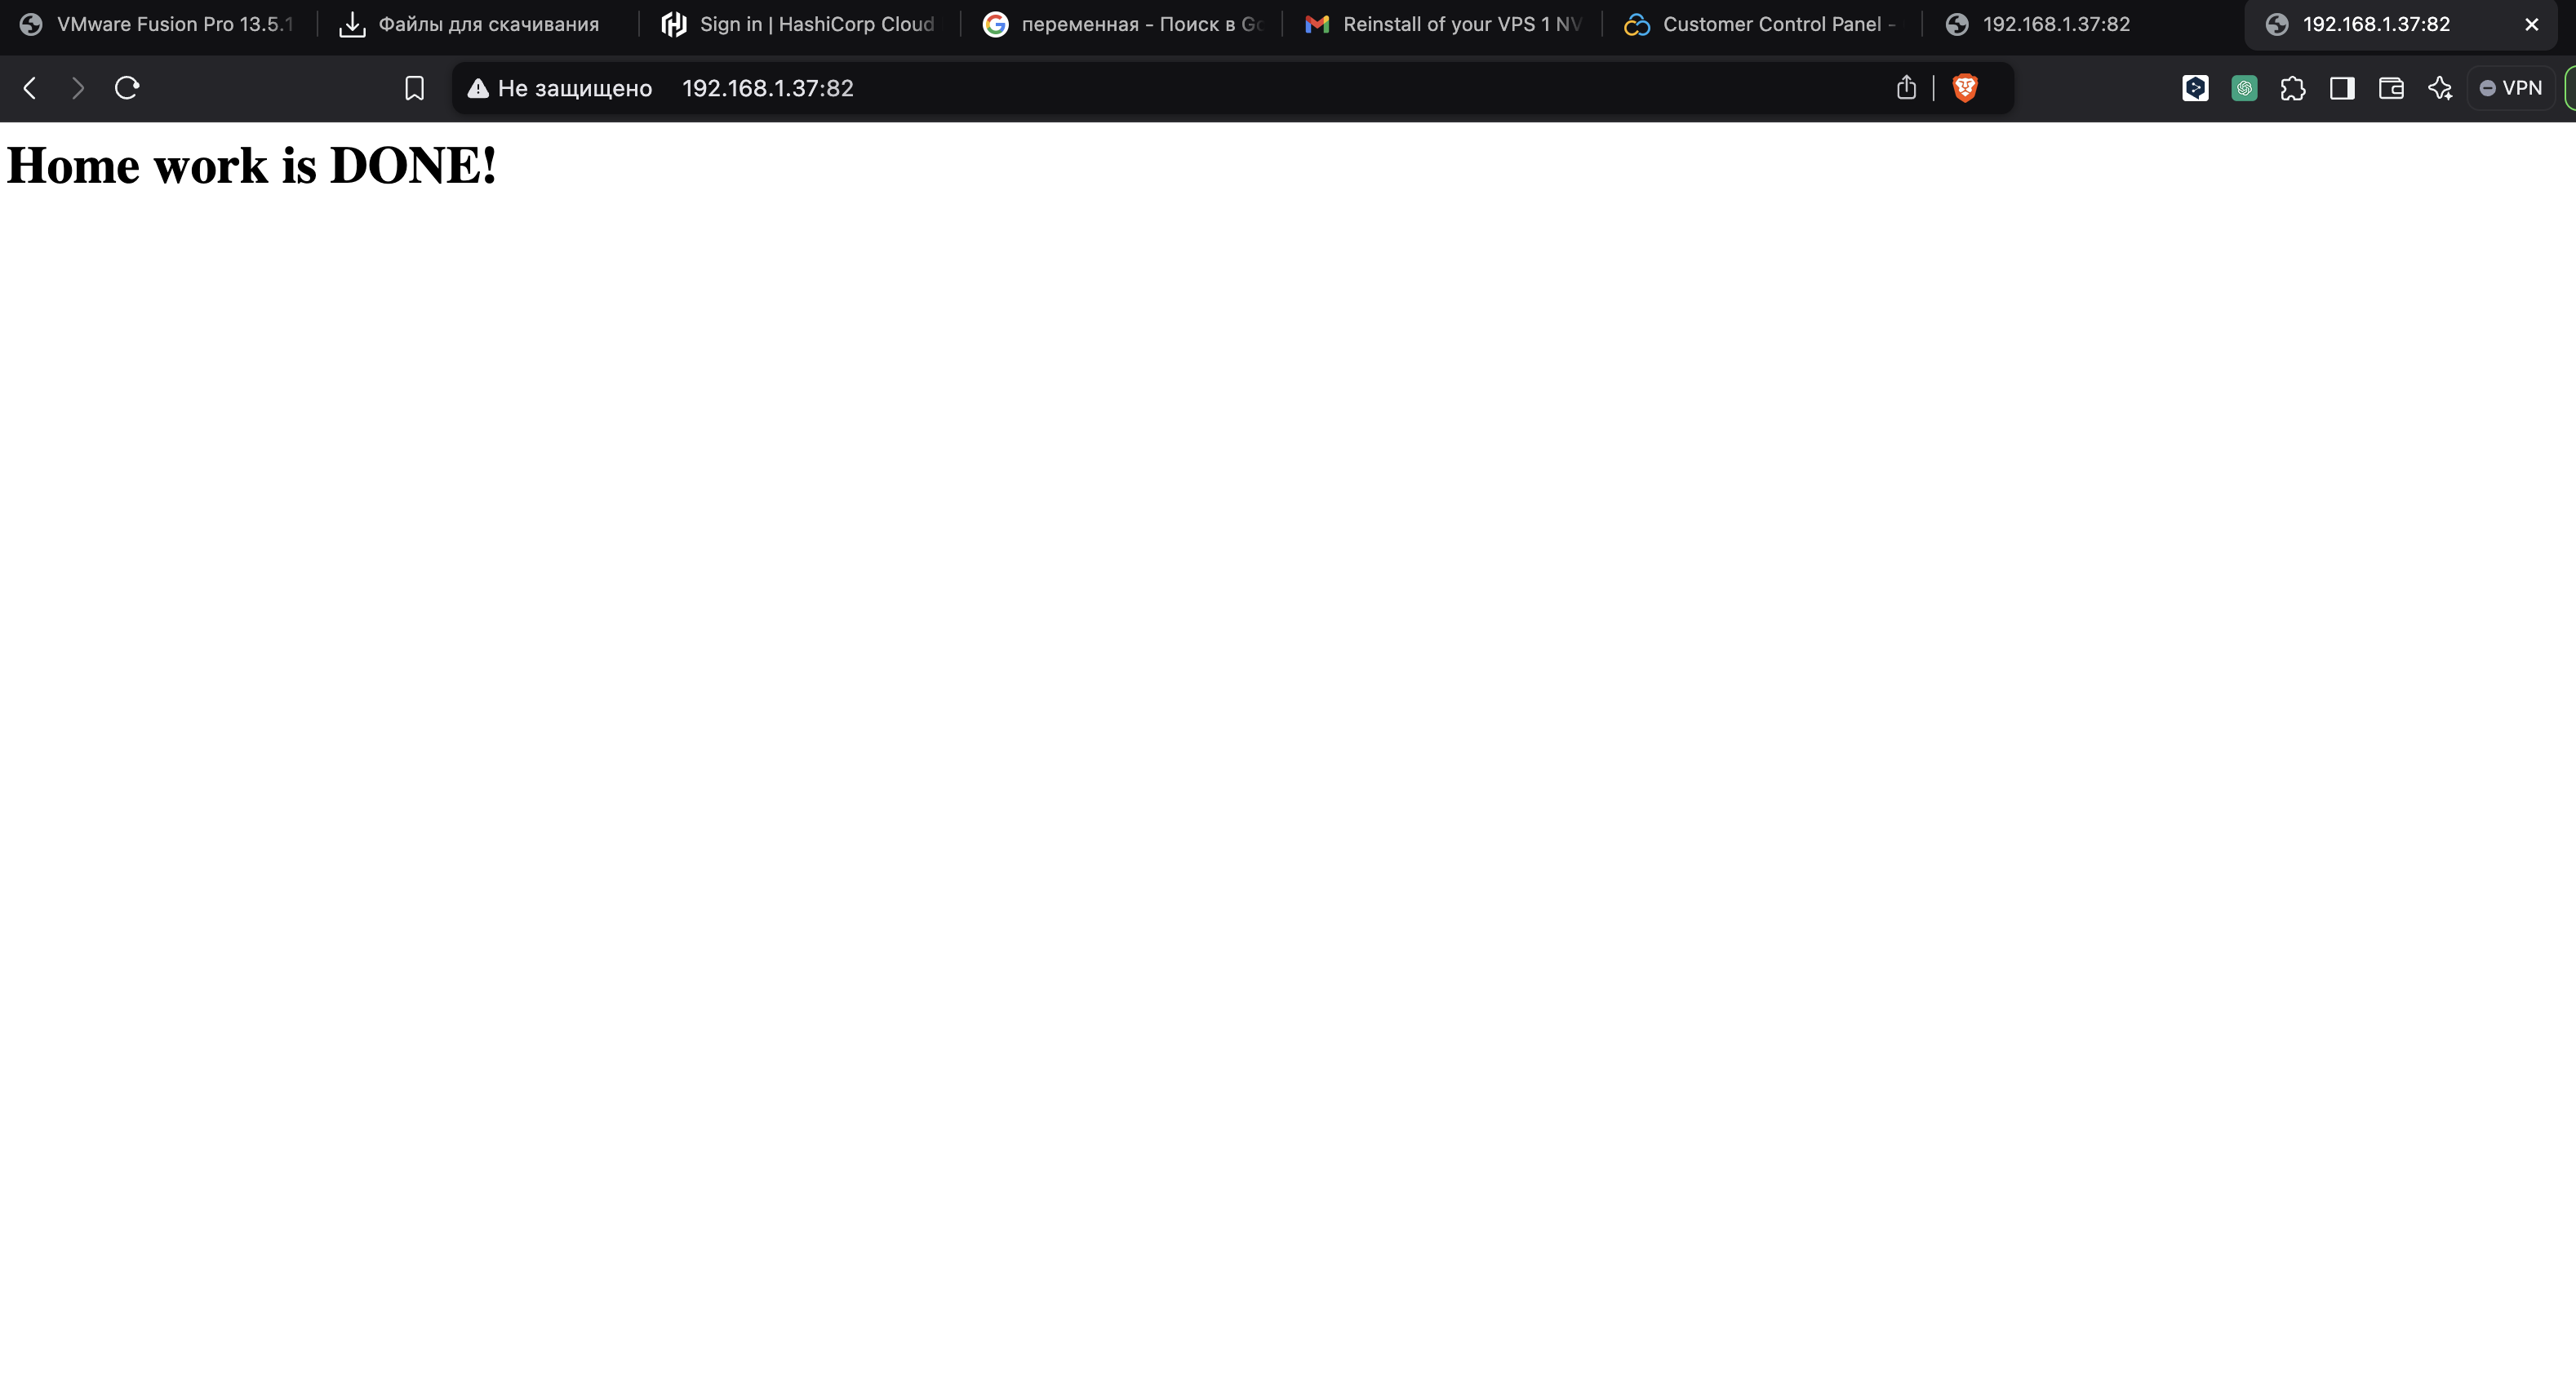 VMware Fusion Pro 13.5.1
Файлы для скачивания
Sign in | HashiCorp Cloud
переменная - Поиск в Go
Reinstall of your VPS 1 NV
Customer Control Panel -
192.168.1.37:82
192.168.1.37:82
Не защищено 192.168.1.37:82
VPN
Home work is DONE!